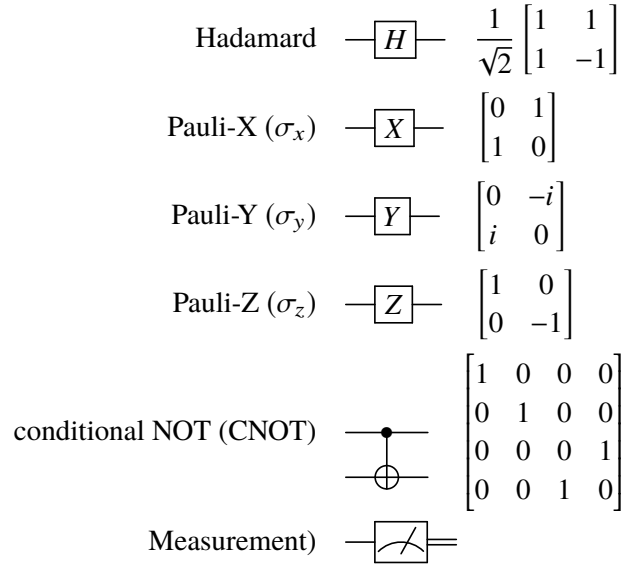 Hadamard H 1/√2 [1 1
1 −1]
Pauli-X (σx) X [0 1
1 0]
Pauli-Y (σy) Y [0 −i
i 0]
Pauli-Z (σz) Z [1 0
0 −1]
conditional NOT (CNOT) [1 0 0 0
0 1 0 0
0 0 0 1
0 0 1 0]
Measurement)